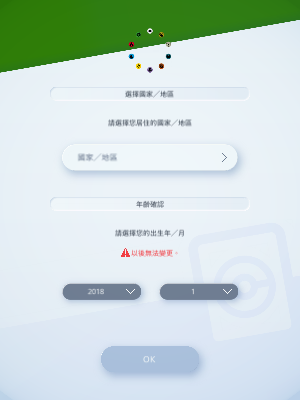 選擇國家／地區
請選擇您居住的國家／地區
國家／地區
年齡確認
請選擇您的出生年／月
以後無法變更。
2018 1
OK